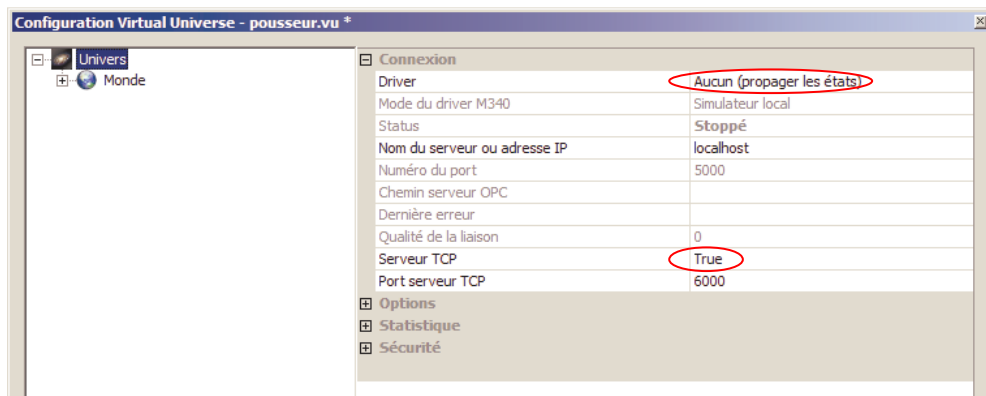 Configuration Virtual Universe - pousseur.vu *
Univers
Monde
Connexion
Driver Aucun (propager les états)
Mode du driver M340 Simulateur local
Status Stoppé
Nom du serveur ou adresse IP localhost
Numéro du port 5000
Chemin serveur OPC
Dernière erreur
Qualité de la liaison 0
Serveur TCP True
Port serveur TCP 6000
Options
Statistique
Sécurité